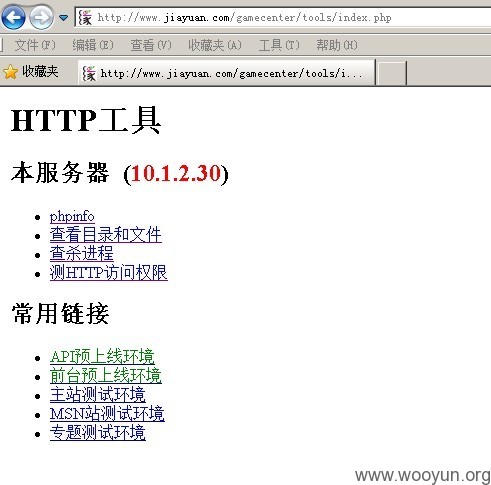 http://www.jiayuan.com/gamecenter/tools/index.php
文件(F) 编辑(E) 查看(V) 收藏夹(A) 工具(T) 帮助(H)
收藏夹 http://www.jiayuan.com/gamecenter/tools/i...
HTTP工具
本服务器 (10.1.2.30)
phpinfo
查看目录和文件
查杀进程
测HTTP访问权限
常用链接
API预上线环境
前台预上线环境
主站测试环境
MSN站测试环境
专题测试环境
www.wooyun.org